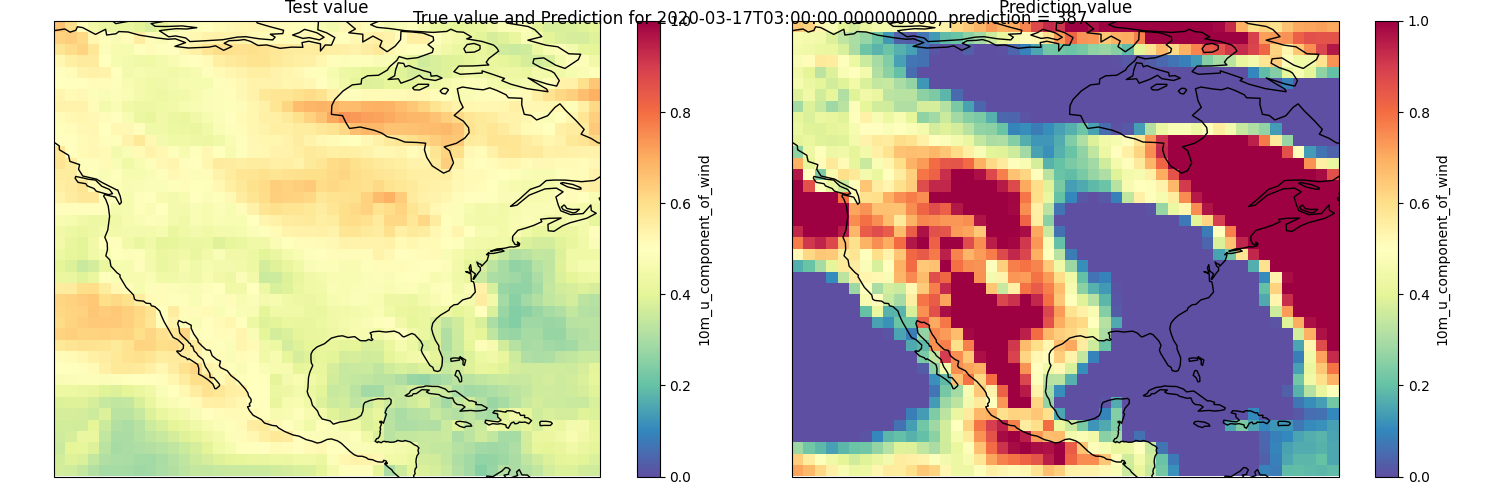 Test value
True value and Prediction for 2020-03-17T03:00:00.000000000, prediction = 387
Prediction value
1.0
0.8
0.6
0.4
0.2
0.0
10m_u_component_of_wind
1.0
0.8
0.6
0.4
0.2
0.0
10m_u_component_of_wind